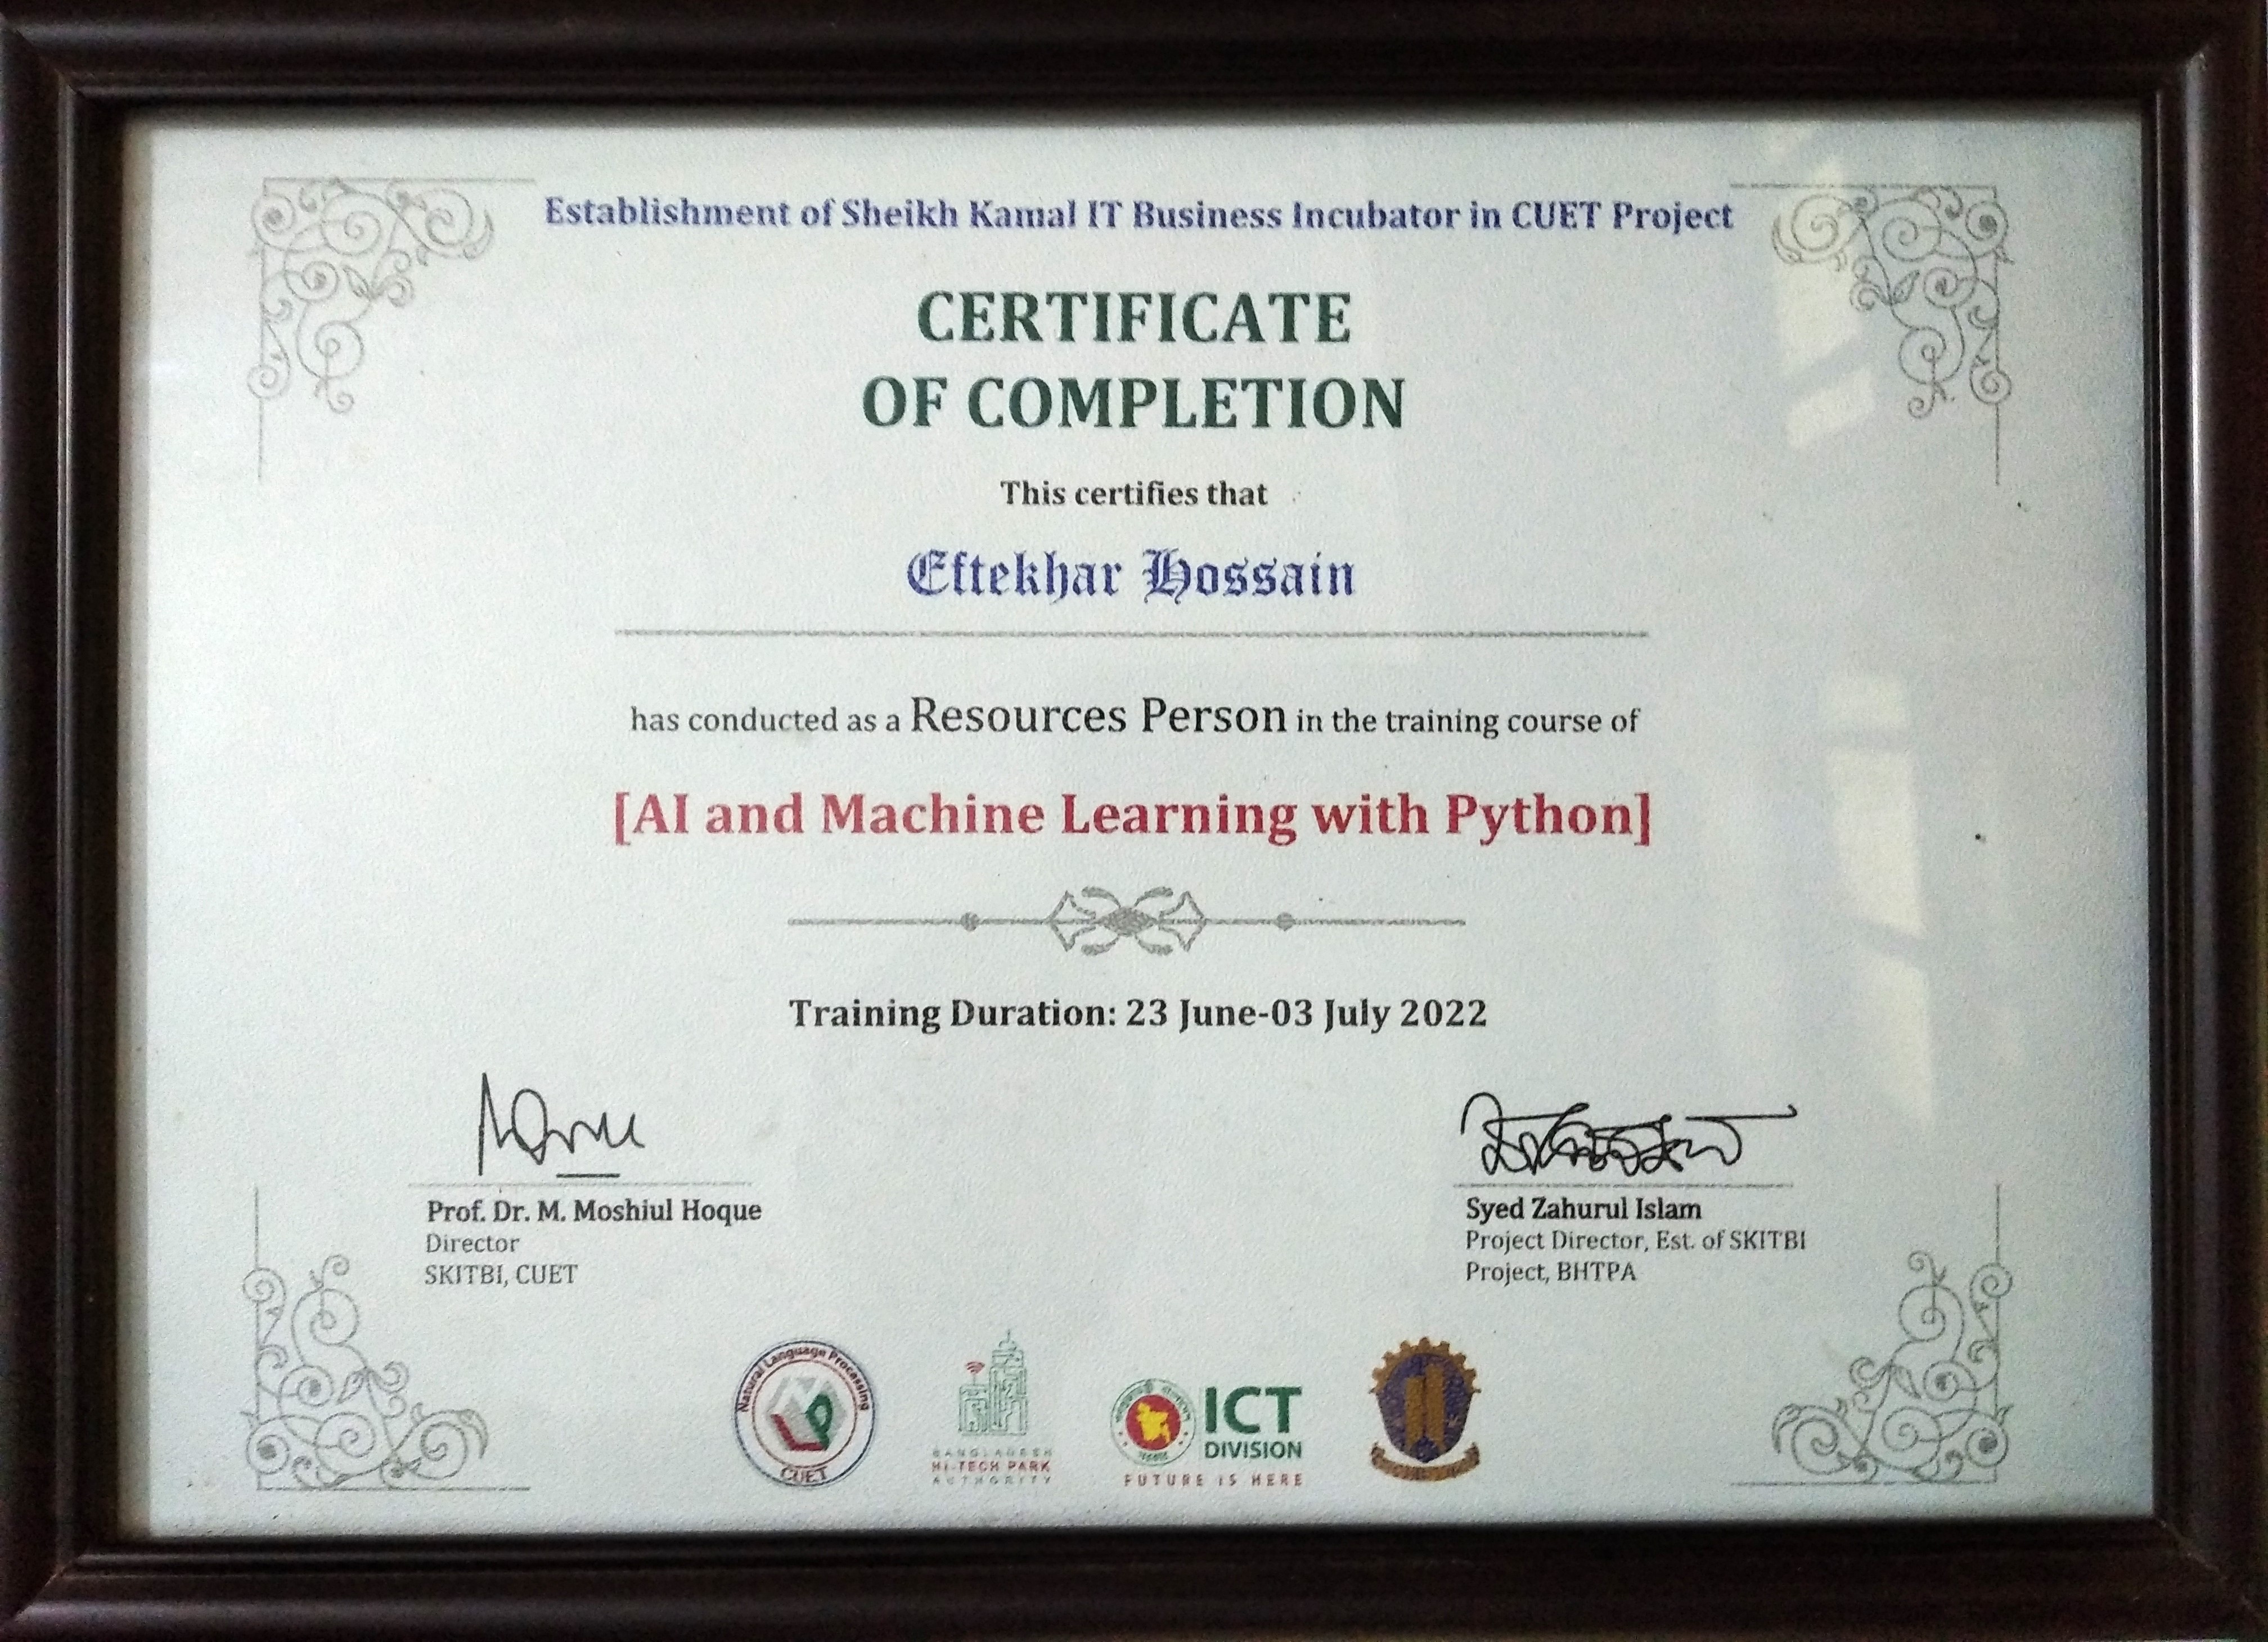 Establishment of Sheikh Kamal IT Business Incubator in CUET Project
CERTIFICATE
OF COMPLETION
This certifies that
Eftekhar Hossain
has conducted as a Resources Person in the training course of
[AI and Machine Learning with Python]
Training Duration: 23 June-03 July 2022
Prof. Dr. M. Moshiul Hoque
Director
SKITBI, CUET
Syed Zahurul Islam
Project Director, Est. of SKITBI
Project, BHTPA
Natural Language Processing
CUET
BANGLADESH
HI-TECH PARK
AUTHORITY
ICT
DIVISION
FUTURE IS HERE